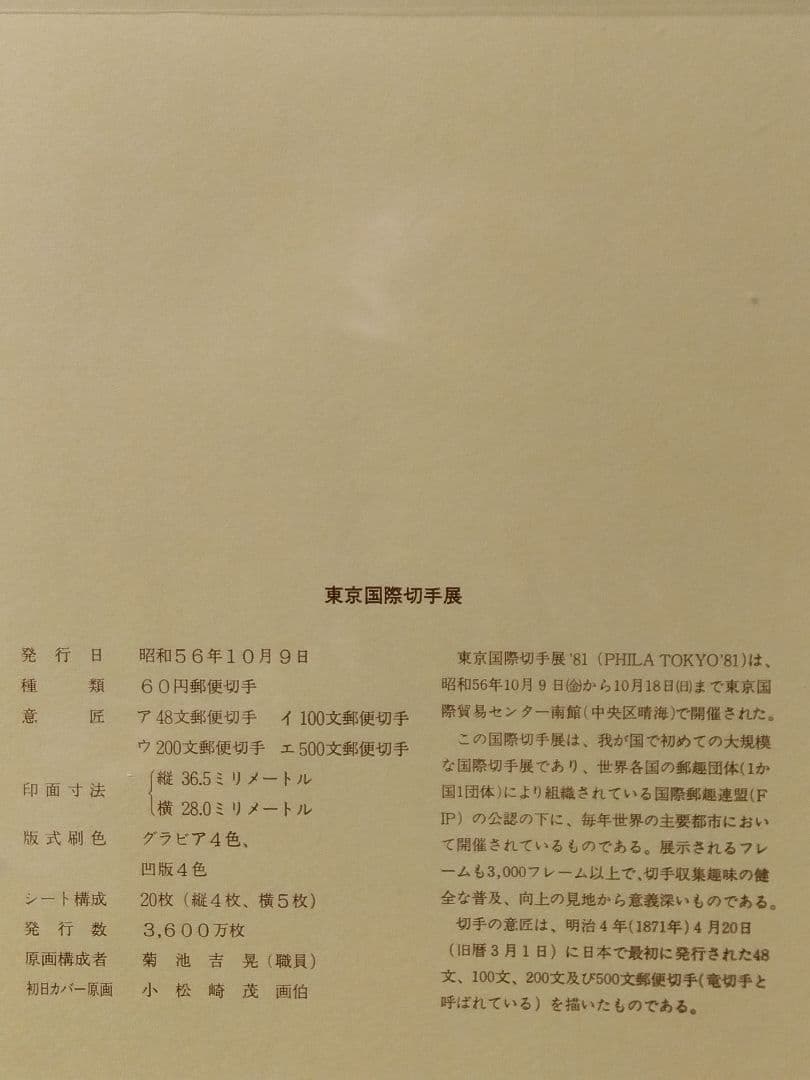 東京国際切手展
発行日 昭和56年10月9日
種類 60円郵便切手
意匠 ア 48文郵便切手 イ 100文郵便切手
ウ 200文郵便切手 エ 500文郵便切手
印面寸法 縦 36.5ミリメートル
横 28.0ミリメートル
版式刷色 グラビア4色、
凹版4色
シート構成 20枚（縦4枚、横5枚）
発行数 3,600万枚
原画構成者 菊池吉晃（職員）
初日カバー原画 小松崎茂 画伯
東京国際切手展'81（PHILA TOKYO'81)は、
昭和56年10月9日㈮から10月18日㈰まで東京国
際貿易センター南館（中央区晴海）で開催された。
この国際切手展は、我が国で初めての大規模
な国際切手展であり、世界各国の郵趣団体(1か
国1団体)により組織されている国際郵趣連盟(F
IP）の公認の下に、毎年世界の主要都市におい
て開催されているものである。展示されるフレ
ームも3,000フレーム以上で、切手収集趣味の健
全な普及、向上の見地から意義深いものである。
切手の意匠は、明治4年(1871年)4月20日
（旧暦3月1日）に日本で最初に発行された48
文、100文、200文及び500文郵便切手(竜切手と
呼ばれている）を描いたものである。